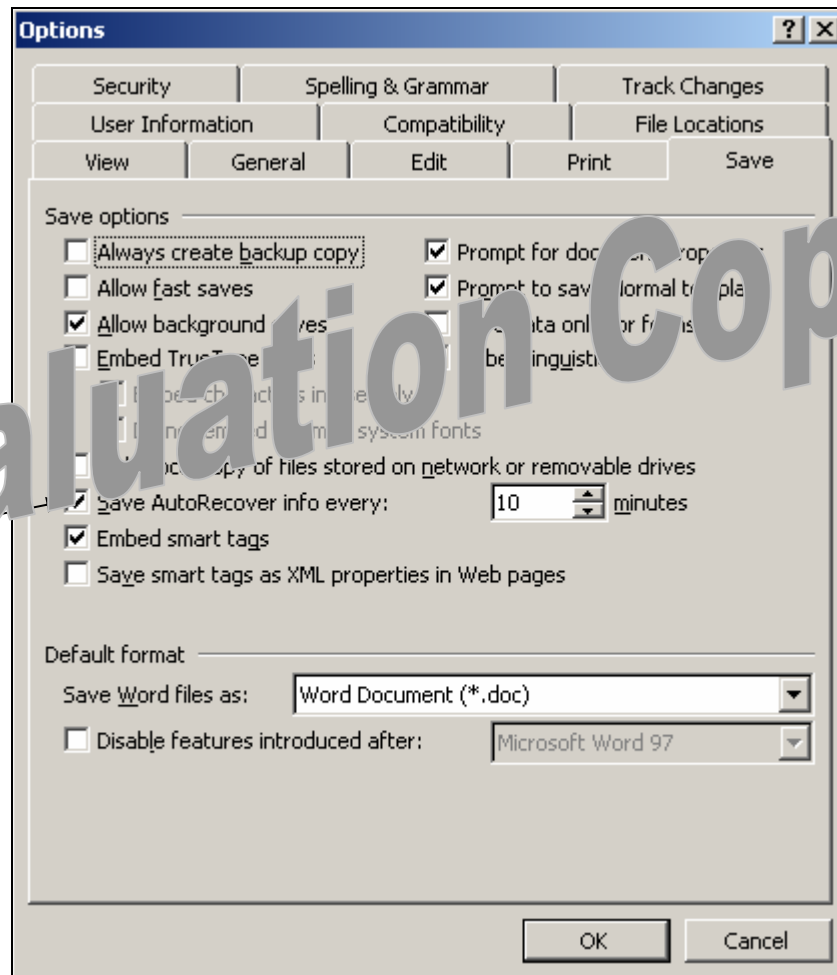 Options
Security Spelling & Grammar Track Changes
User Information Compatibility File Locations
View General Edit Print Save
Save options
Always create backup copy
Prompt for
Allow fast saves
Prompt to save Normal
Allow background
Embed
system fonts
of files stored on network or removable drives
Save AutoRecover info every: 10 minutes
Embed smart tags
Save smart tags as XML properties in Web pages
Default format
Save Word files as: Word Document (*.doc)
Disable features introduced after: Microsoft Word 97
OK Cancel